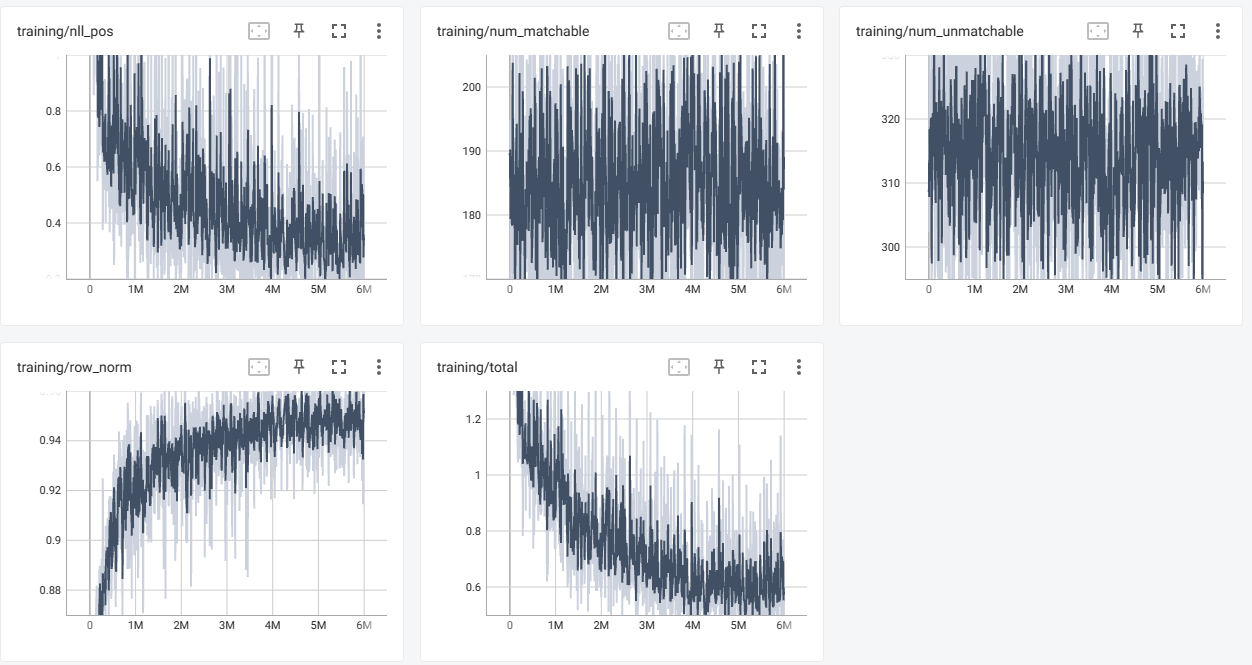 training/nll_pos
0.8
0.6
0.4
0 1M 2M 3M 4M 5M 6M
training/num_matchable
200
190
180
0 1M 2M 3M 4M 5M 6M
training/num_unmatchable
320
310
300
0 1M 2M 3M 4M 5M 6M
training/row_norm
0.94
0.92
0.9
0.88
0 1M 2M 3M 4M 5M 6M
training/total
1.2
1
0.8
0.6
0 1M 2M 3M 4M 5M 6M